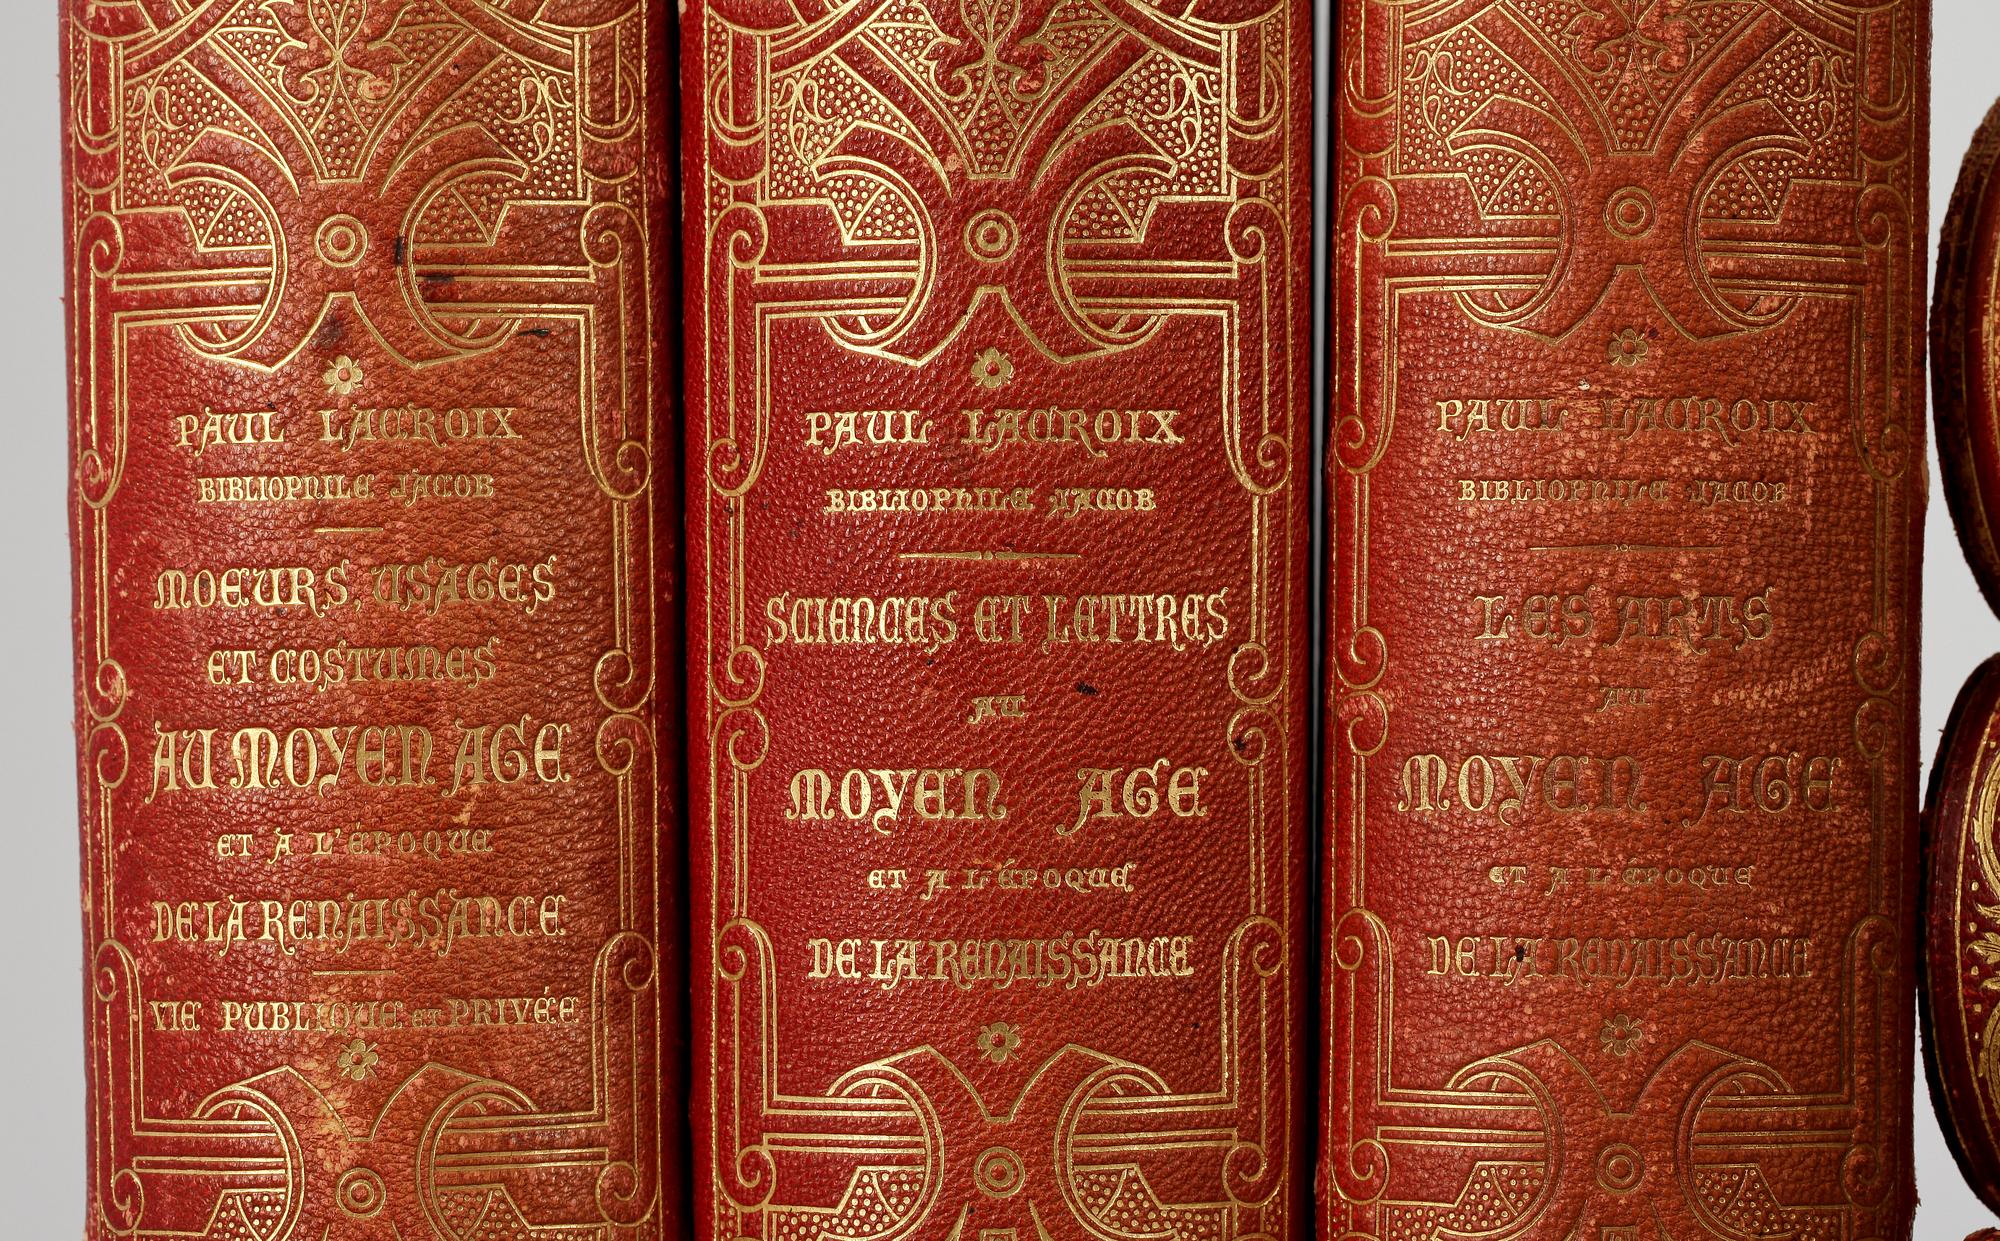 PAUL LACROIX
BIBLIOPHILE JACOB
MOEURS, USAGES
ET COSTUMES
AU MOYEN AGE
ET A L'ÉPOQUE
DE LA RENAISSANCE
VIE PUBLIQUE ET PRIVÉE
PAUL LACROIX
BIBLIOPHILE JACOB
SCIENCES ET LETTRES
AU
MOYEN AGE
ET A L'ÉPOQUE
DE LA RENAISSANCE
PAUL LACROIX
BIBLIOPHILE JACOB
LES ARTS
AU
MOYEN AGE
ET A L'ÉPOQUE
DE LA RENAISSANCE